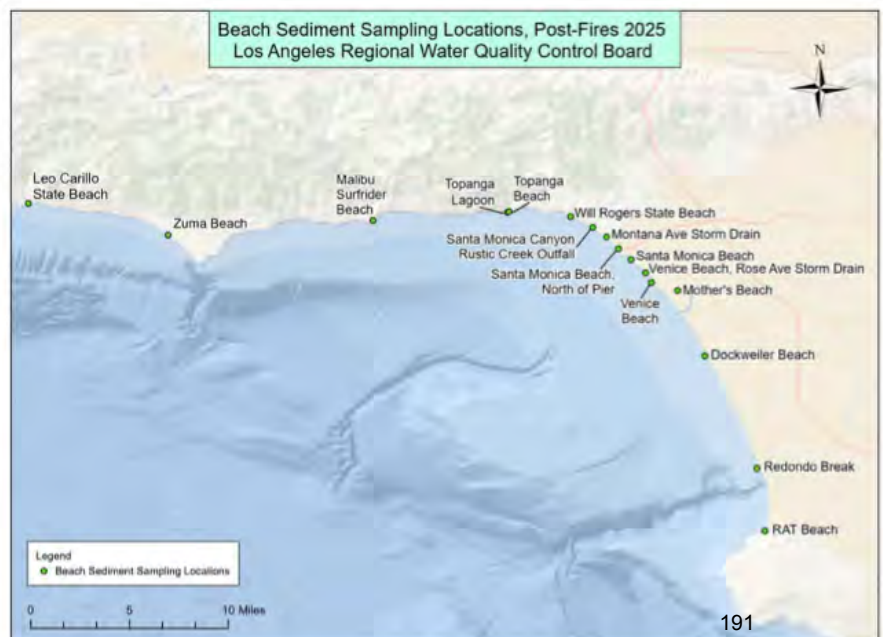 Beach Sediment Sampling Locations, Post-Fires 2025
Los Angeles Regional Water Quality Control Board
N
Leo Carillo
State Beach
Zuma Beach
Malibu
Surfrider
Beach
Topanga
Lagoon
Topanga
Beach
Will Rogers State Beach
Santa Monica Canyon
Rustic Creek Outfall
Montana Ave Storm Drain
Santa Monica Beach,
North of Pier
Santa Monica Beach
Venice Beach, Rose Ave Storm Drain
Venice
Beach
Mother's Beach
Dockweiler Beach
Redondo Break
RAT Beach
Legend
Beach Sediment Sampling Locations
0 5 10 Miles
191